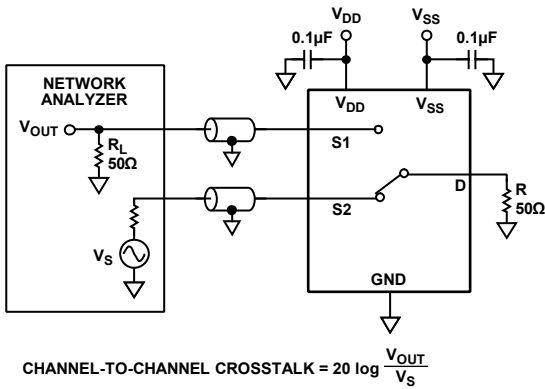 VDD
VSS
0.1µF
0.1µF
NETWORK
ANALYZER
VDD
VSS
VOUT
RL
50Ω
S1
S2
D
R
50Ω
VS
GND
CHANNEL-TO-CHANNEL CROSSTALK = 20 log VOUT/VS